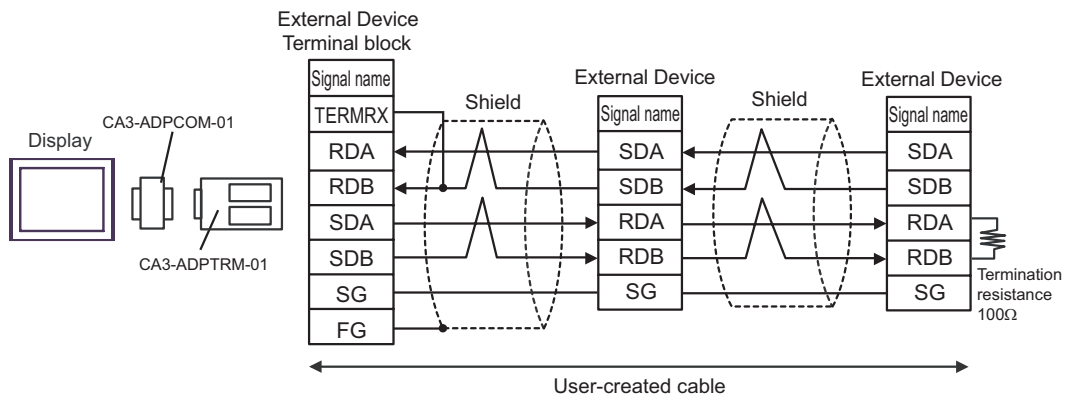 External Device
Terminal block
Signal name
TERMRX
RDA
RDB
SDA
SDB
SG
FG
Display
CA3-ADPCOM-01
CA3-ADPTRM-01
Shield
External Device
Signal name
SDA
SDB
RDA
RDB
SG
Shield
External Device
Signal name
SDA
SDB
RDA
RDB
SG
Termination
resistance
100Ω
User-created cable